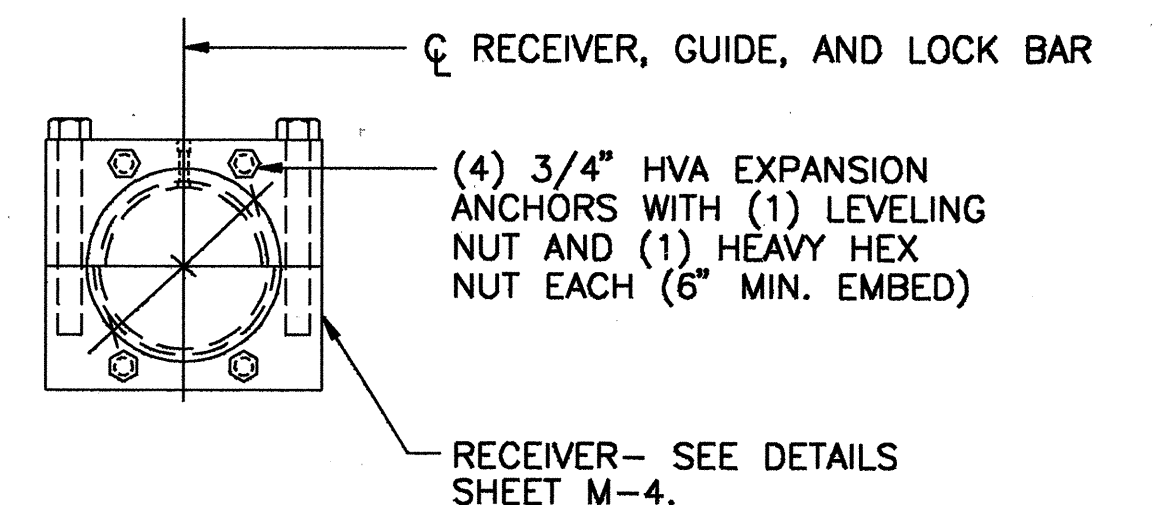 ℄ RECEIVER, GUIDE, AND LOCK BAR
(4) 3/4" HVA EXPANSION
ANCHORS WITH (1) LEVELING
NUT AND (1) HEAVY HEX
NUT EACH (6" MIN. EMBED)
RECEIVER- SEE DETAILS
SHEET M-4.